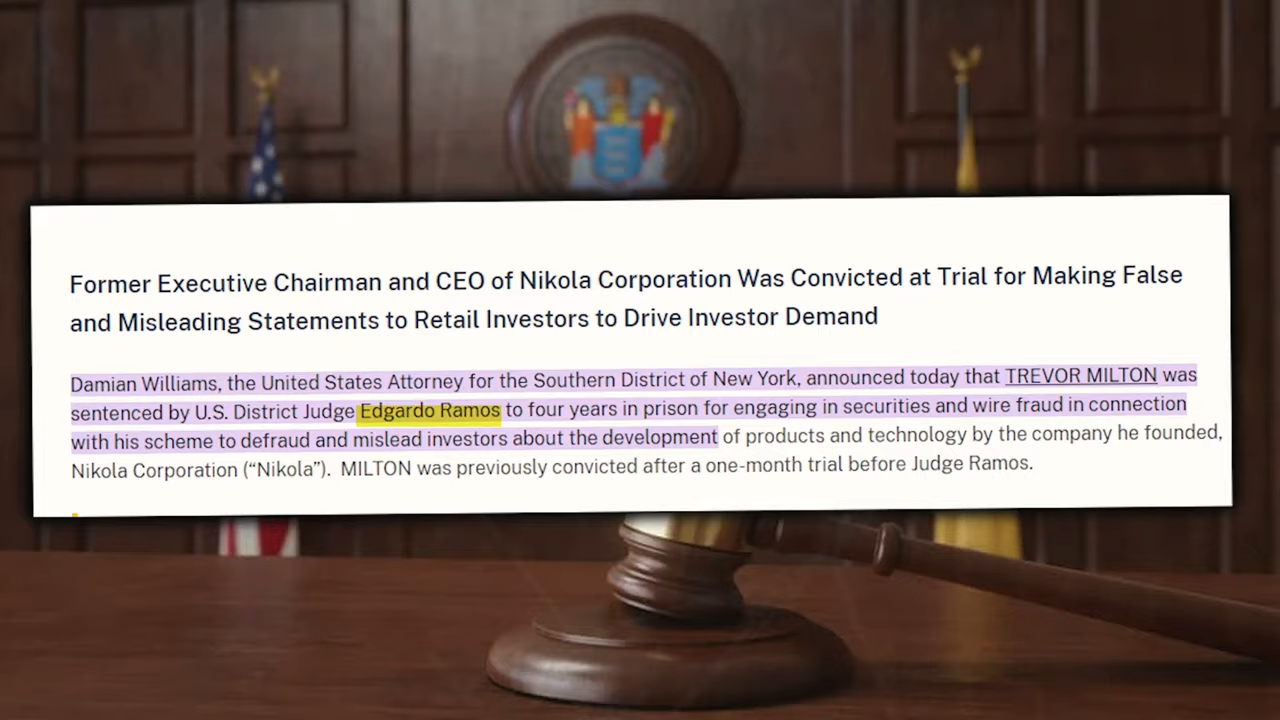 Former Executive Chairman and CEO of Nikola Corporation Was Convicted at Trial for Making False
and Misleading Statements to Retail Investors to Drive Investor Demand
Damian Williams, the United States Attorney for the Southern District of New York, announced today that TREVOR MILTON was
sentenced by U.S. District Judge Edgardo Ramos to four years in prison for engaging in securities and wire fraud in connection
with his scheme to defraud and mislead investors about the development of products and technology by the company he founded,
Nikola Corporation (“Nikola”).  MILTON was previously convicted after a one-month trial before Judge Ramos.